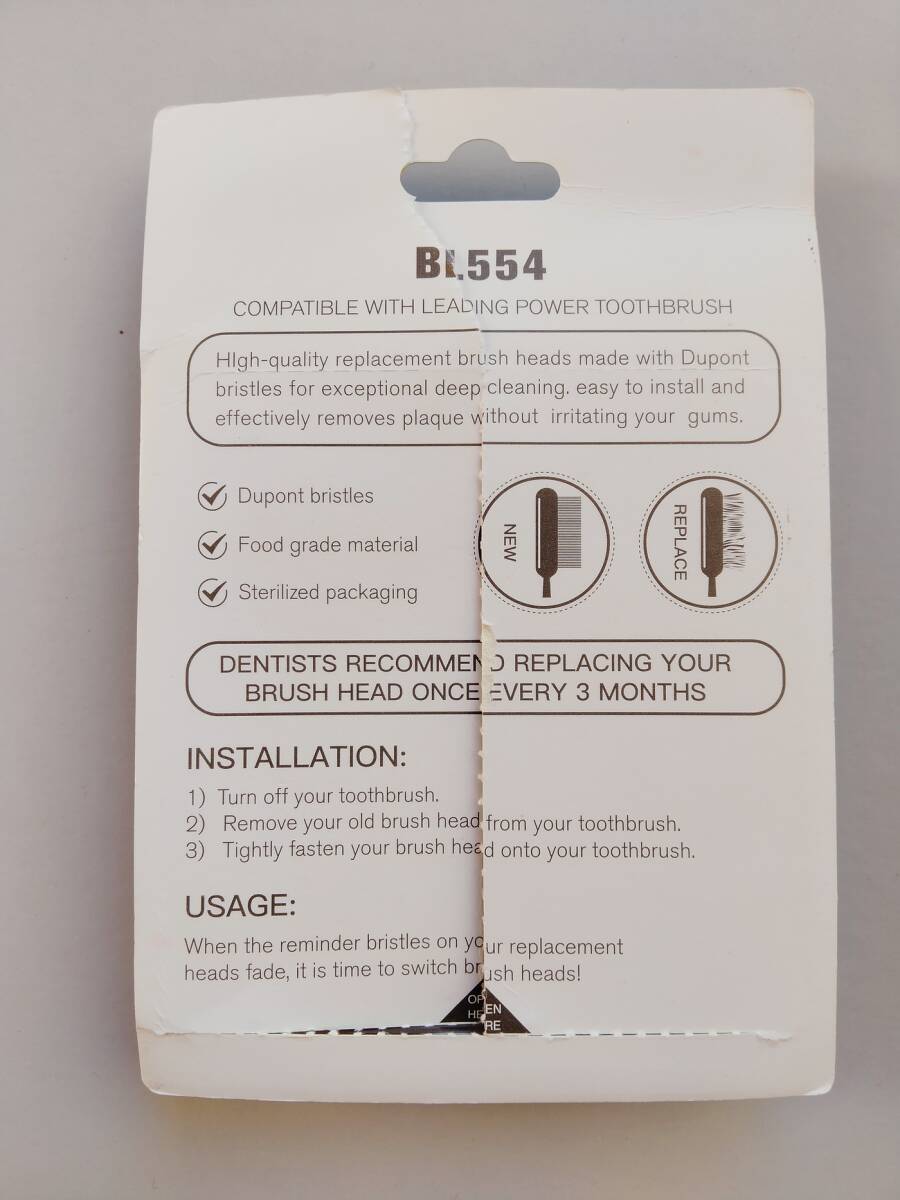 BL554
COMPATIBLE WITH LEADING POWER TOOTHBRUSH
HIgh-quality replacement brush heads made with Dupont
bristles for exceptional deep cleaning. easy to install and
effectively removes plaque without irritating your gums.
Dupont bristles
Food grade material
Sterilized packaging
NEW
REPLACE
DENTISTS RECOMMEND REPLACING YOUR
BRUSH HEAD ONCE EVERY 3 MONTHS
INSTALLATION:
1) Turn off your toothbrush.
2) Remove your old brush head from your toothbrush.
3) Tightly fasten your brush head onto your toothbrush.
USAGE:
When the reminder bristles on your replacement
heads fade, it is time to switch brush heads!
OPEN
HERE